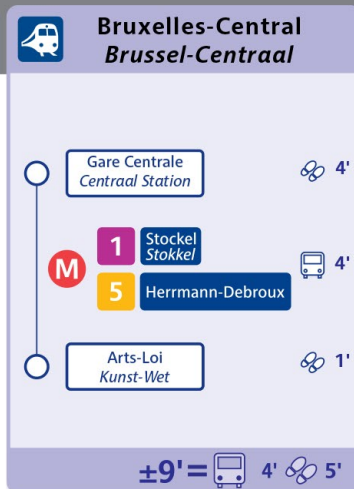 Bruxelles-Central
Brussel-Centraal
Gare Centrale
Centraal Station
4'
M
1 Stockel
Stokkel
4'
5 Herrmann-Debroux
Arts-Loi
Kunst-Wet
1'
±9'= 4' 5'